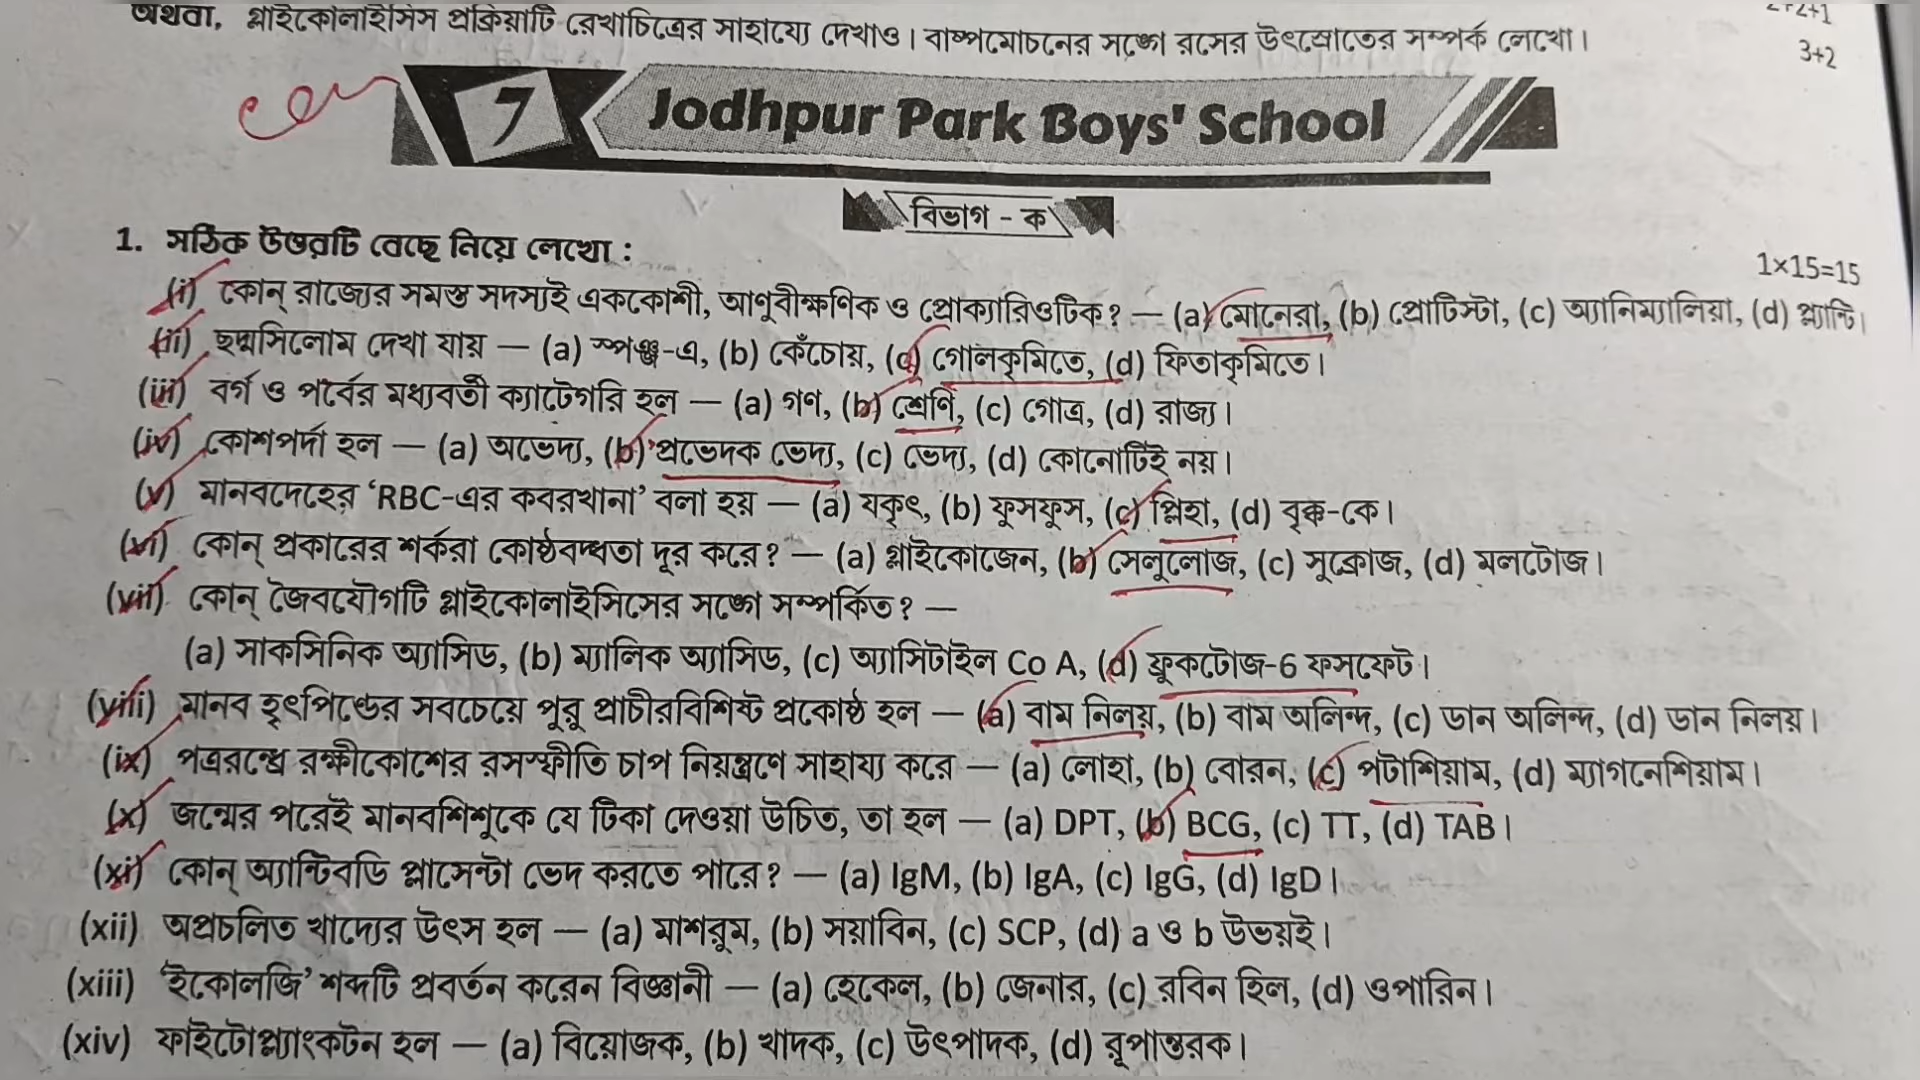 অথবা, গ্লাইকোলাইসিস প্রক্রিয়াটি রেখাচিত্রের সাহায্যে দেখাও। বাষ্পমোচনের সঙ্গে রসের উৎস্রোতের সম্পর্ক লেখো।
2+2+1
3+2
7 Jodhpur Park Boys' School
বিভাগ - ক
1. সঠিক উত্তরটি বেছে নিয়ে লেখো :
1×15=15
(i) কোন্ রাজ্যের সমস্ত সদস্যই এককোশী, আণুবীক্ষণিক ও প্রোক্যারিওটিক? — (a) মোনেরা, (b) প্রোটিস্টা, (c) অ্যানিম্যালিয়া, (d) প্ল্যান্টি।
(ii) ছদ্মসিলোম দেখা যায় — (a) স্পঞ্জ-এ, (b) কেঁচোয়, (c) গোলকৃমিতে, (d) ফিতাকৃমিতে।
(iii) বর্গ ও পর্বের মধ্যবর্তী ক্যাটেগরি হল — (a) গণ, (b) শ্রেণি, (c) গোত্র, (d) রাজ্য।
(iv) কোশপর্দা হল — (a) অভেদ্য, (b) প্রভেদক ভেদ্য, (c) ভেদ্য, (d) কোনোটিই নয়।
(v) মানবদেহের ‘RBC-এর কবরখানা’ বলা হয় — (a) যকৃৎ, (b) ফুসফুস, (c) প্লিহা, (d) বৃক্ক-কে।
(vi) কোন্ প্রকারের শর্করা কোষ্ঠবদ্ধতা দূর করে? — (a) গ্লাইকোজেন, (b) সেলুলোজ, (c) সুক্রোজ, (d) মলটোজ।
(vii) কোন্ জৈবযৌগটি গ্লাইকোলাইসিসের সঙ্গে সম্পর্কিত? —
(a) সাকসিনিক অ্যাসিড, (b) ম্যালিক অ্যাসিড, (c) অ্যাসিটাইল Co A, (d) ফ্রুকটোজ-6 ফসফেট।
(viii) মানব হৃৎপিণ্ডের সবচেয়ে পুরু প্রাচীরবিশিষ্ট প্রকোষ্ঠ হল — (a) বাম নিলয়, (b) বাম অলিন্দ, (c) ডান অলিন্দ, (d) ডান নিলয়।
(ix) পত্ররন্ধ্রে রক্ষীকোশের রসস্ফীতি চাপ নিয়ন্ত্রণে সাহায্য করে — (a) লোহা, (b) বোরন, (c) পটাশিয়াম, (d) ম্যাগনেশিয়াম।
(x) জন্মের পরেই মানবশিশুকে যে টিকা দেওয়া উচিত, তা হল — (a) DPT, (b) BCG, (c) TT, (d) TAB।
(xi) কোন্ অ্যান্টিবডি প্লাসেন্টা ভেদ করতে পারে? — (a) IgM, (b) IgA, (c) IgG, (d) IgD।
(xii) অপ্রচলিত খাদ্যের উৎস হল — (a) মাশরুম, (b) সয়াবিন, (c) SCP, (d) a ও b উভয়ই।
(xiii) ‘ইকোলজি’ শব্দটি প্রবর্তন করেন বিজ্ঞানী — (a) হেকেল, (b) জেনার, (c) রবিন হিল, (d) ওপারিন।
(xiv) ফাইটোপ্ল্যাংকটন হল — (a) বিয়োজক, (b) খাদক, (c) উৎপাদক, (d) রূপান্তরক।